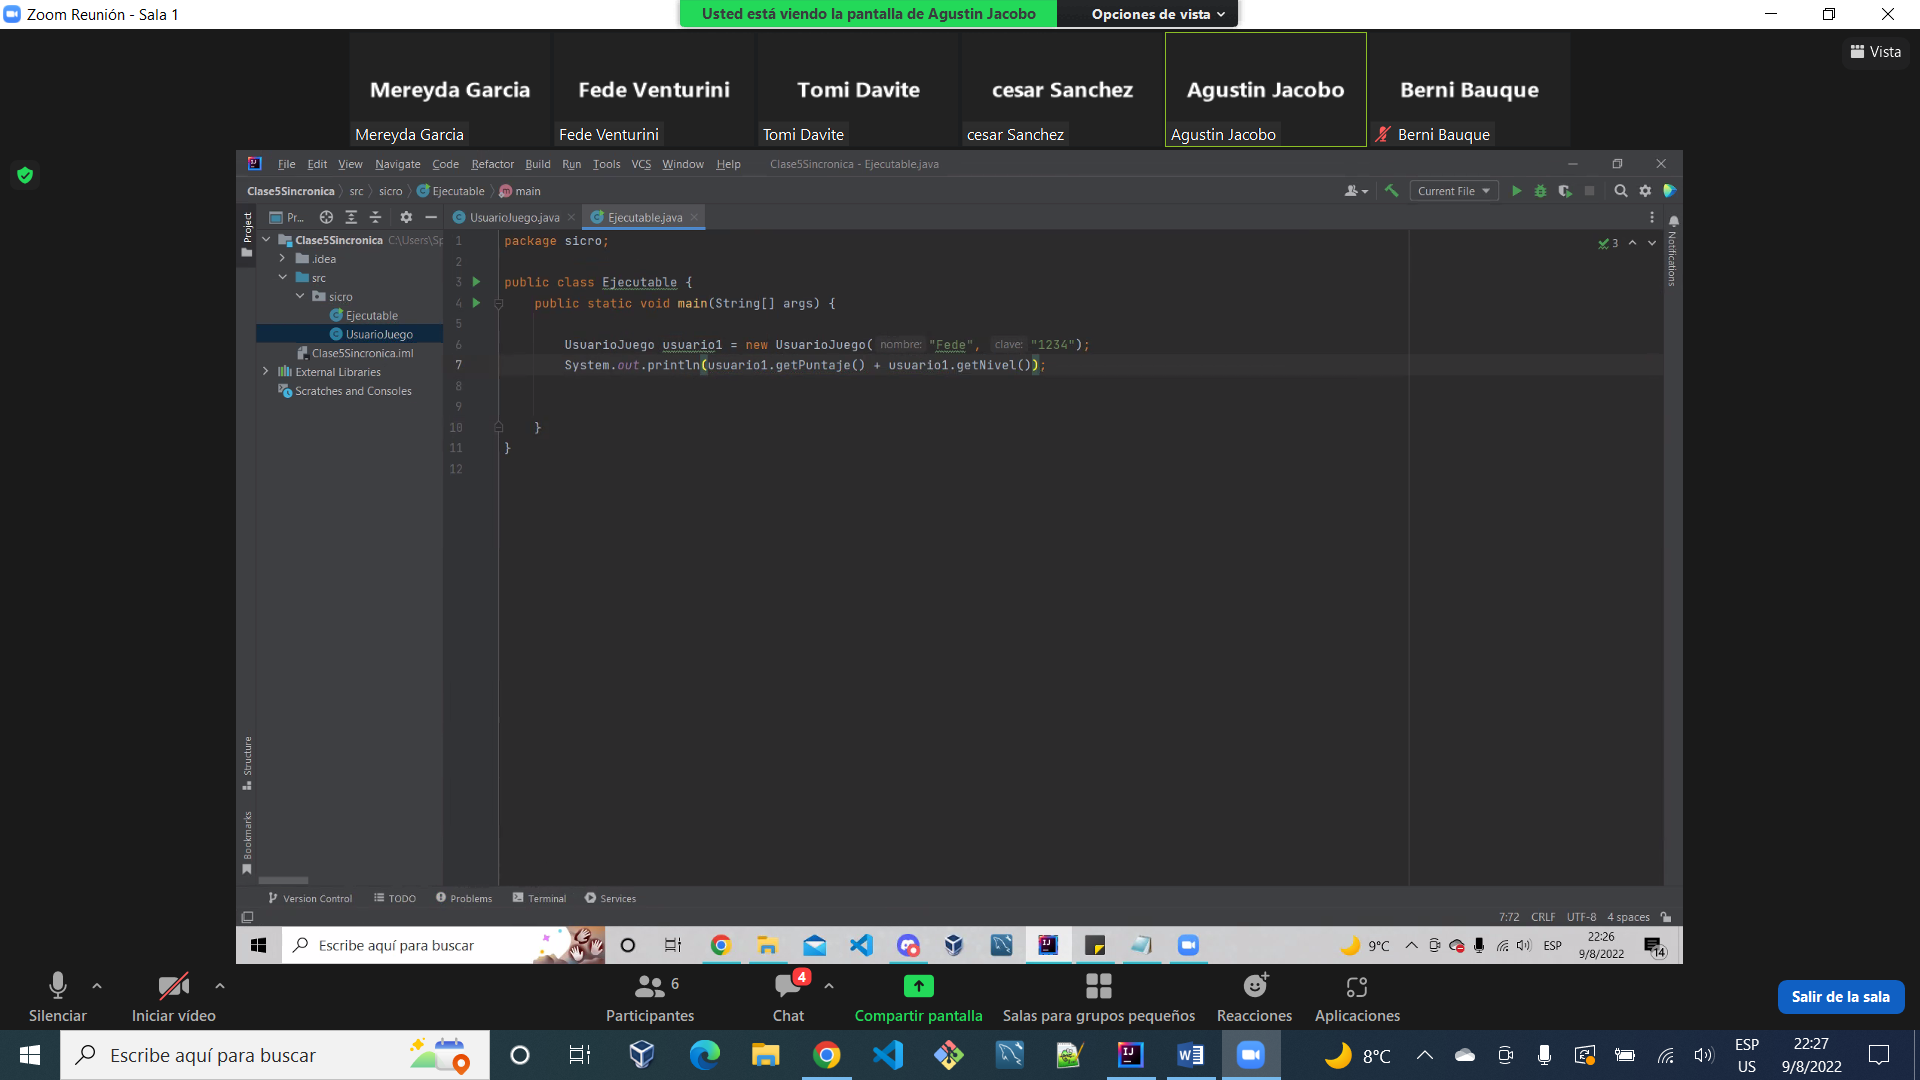 Zoom Reunión - Sala 1
Usted está viendo la pantalla de Agustin Jacobo
Opciones de vista
Vista
Mereyda Garcia
Fede Venturini
Tomi Davite
cesar Sanchez
Agustin Jacobo
Berni Bauque
Mereyda Garcia
Fede Venturini
Tomi Davite
cesar Sanchez
Agustin Jacobo
Berni Bauque
File Edit View Navigate Code Refactor Build Run Tools VCS Window Help
Clase5Sincronica - Ejecutable.java
Clase5Sincronica src sicro Ejecutable main
Current File
Project
Pr...
UsuarioJuego.java
Ejecutable.java
Notifications
Clase5Sincronica C:\Users\Sp
.idea
src
sicro
Ejecutable
UsuarioJuego
Clase5Sincronica.iml
External Libraries
Scratches and Consoles
3
1 package sicro;
2
3 public class Ejecutable {
4 public static void main(String[] args) {
5
6 UsuarioJuego usuario1 = new UsuarioJuego( nombre: "Fede", clave: "1234");
7 System.out.println(usuario1.getPuntaje() + usuario1.getNivel());
8
9
10 }
11 }
12
Structure
Bookmarks
Version Control TODO Problems Terminal Services
7:72 CRLF UTF-8 4 spaces
Escribe aquí para buscar
9°C
ESP
22:26
9/8/2022
14
Silenciar
Iniciar vídeo
6
Participantes
4
Chat
Compartir pantalla
Salas para grupos pequeños
Reacciones
Aplicaciones
Salir de la sala
Escribe aquí para buscar
8°C
ESP
US
22:27
9/8/2022